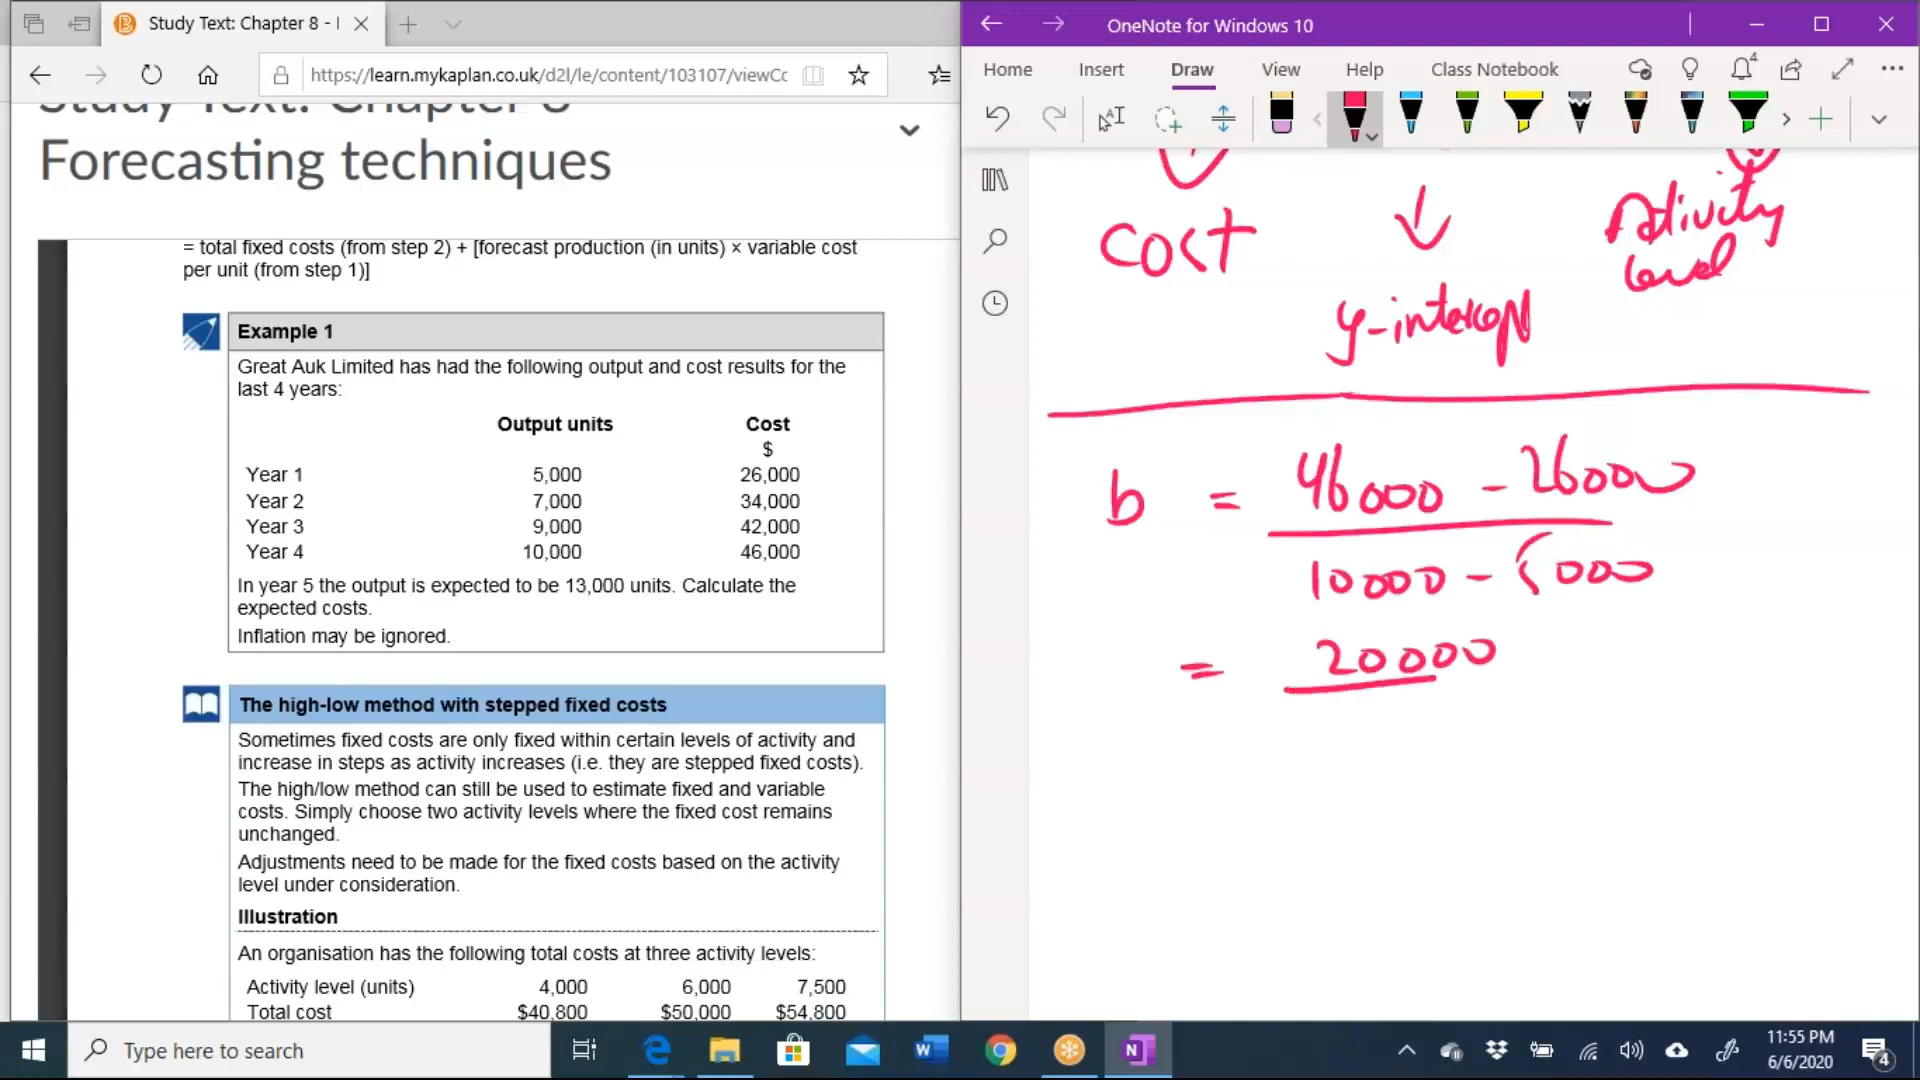 Study Text: Chapter 8 - I
https://learn.mykaplan.co.uk/d2l/le/content/103107/viewCc
Study Text: Chapter 8
Forecasting techniques
= total fixed costs (from step 2) + [forecast production (in units) × variable cost
per unit (from step 1)]
Example 1
Great Auk Limited has had the following output and cost results for the
last 4 years:
Output units Cost
$
Year 1 5,000 26,000
Year 2 7,000 34,000
Year 3 9,000 42,000
Year 4 10,000 46,000
In year 5 the output is expected to be 13,000 units. Calculate the
expected costs.
Inflation may be ignored.
The high-low method with stepped fixed costs
Sometimes fixed costs are only fixed within certain levels of activity and
increase in steps as activity increases (i.e. they are stepped fixed costs).
The high/low method can still be used to estimate fixed and variable
costs. Simply choose two activity levels where the fixed cost remains
unchanged.
Adjustments need to be made for the fixed costs based on the activity
level under consideration.
Illustration
An organisation has the following total costs at three activity levels:
Activity level (units) 4,000 6,000 7,500
Total cost $40,800 $50,000 $54,800
OneNote for Windows 10
Home Insert Draw View Help Class Notebook
4
AI
Cost
Activity
level
y-intercept
b = 46000 - 26000
10000 - 5000
= 20000
Type here to search
W
N
11:55 PM
6/6/2020
4